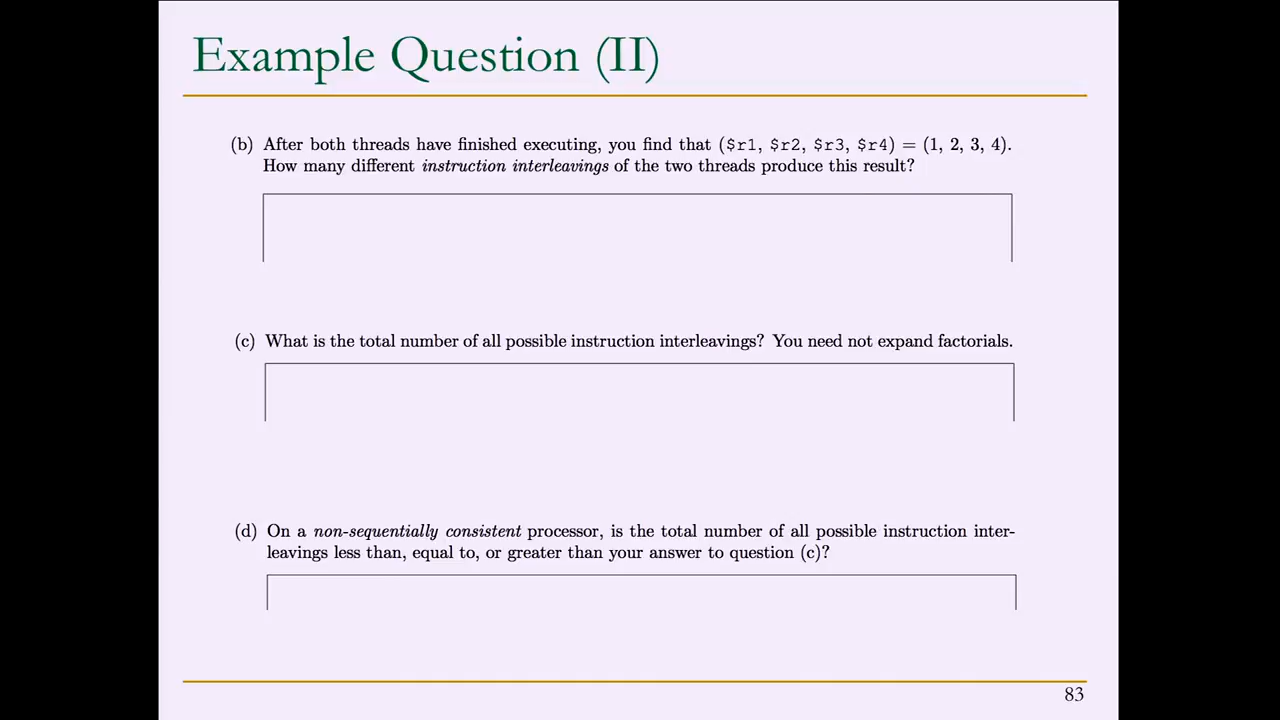 Example Question (II)
(b) After both threads have finished executing, you find that ($r1, $r2, $r3, $r4) = (1, 2, 3, 4).
How many different instruction interleavings of the two threads produce this result?
(c) What is the total number of all possible instruction interleavings? You need not expand factorials.
(d) On a non-sequentially consistent processor, is the total number of all possible instruction inter-
leavings less than, equal to, or greater than your answer to question (c)?
83